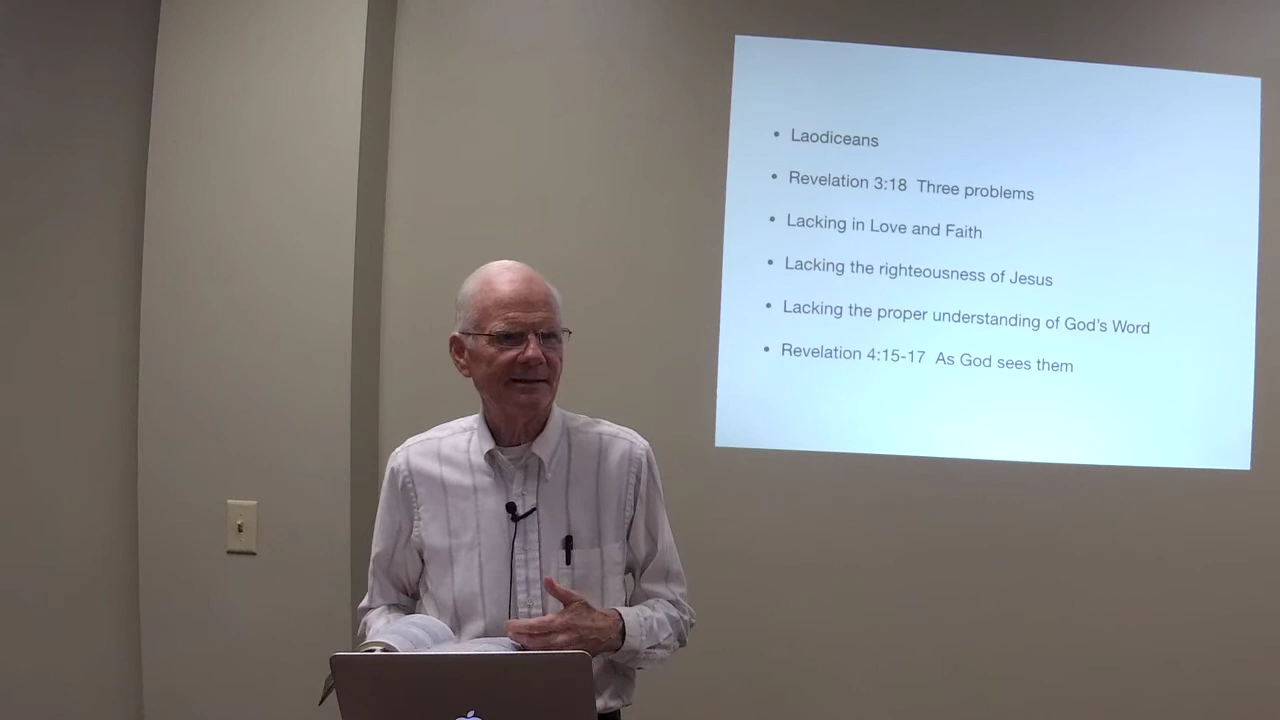 • Laodiceans
• Revelation 3:18 Three problems
• Lacking in Love and Faith
• Lacking the righteousness of Jesus
• Lacking the proper understanding of God's Word
• Revelation 4:15-17 As God sees them